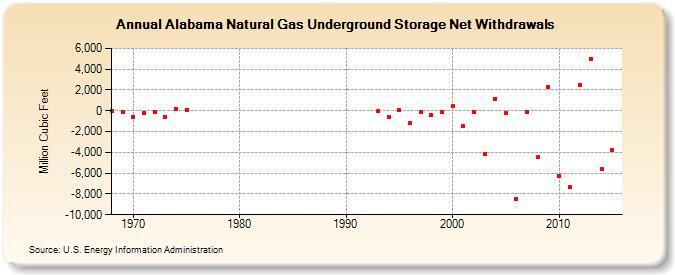 Annual Alabama Natural Gas Underground Storage Net Withdrawals
Million Cubic Feet
6,000
4,000
2,000
0
-2,000
-4,000
-6,000
-8,000
-10,000
1970 1980 1990 2000 2010
Source: U.S. Energy Information Administration